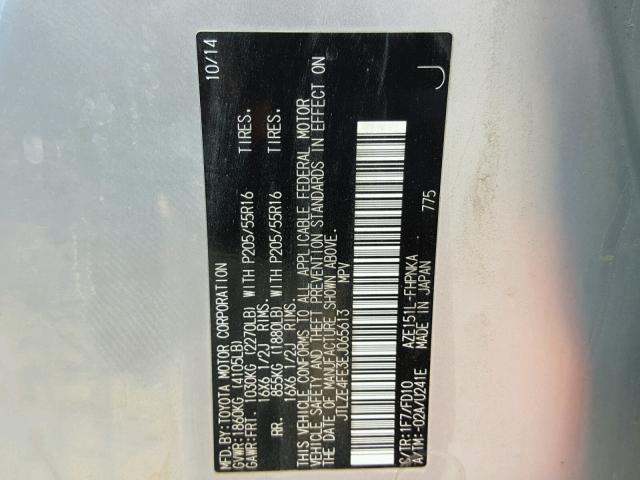 MFD.BY:TOYOTA MOTOR CORPORATION 10/14
GVWR:1860KG (4105LB)
GAWR:FRT 1030KG (2270LB) WITH P205/55R16 TIRES,
16X6 1/2J RIMS.
RR. 855KG (1880LB) WITH P205/55R16 TIRES,
16X6 1/2J RIMS.
THIS VEHICLE CONFORMS TO ALL APPLICABLE FEDERAL MOTOR
VEHICLE SAFETY AND THEFT PREVENTION STANDARDS IN EFFECT ON
THE DATE OF MANUFACTURE SHOWN ABOVE.
JTLZE4FE3FJ065613 MPV
C/TR:1F7/FD10 AZE151L-FHPNKA 775
A/TM:-02A/U241E MADE IN JAPAN
J